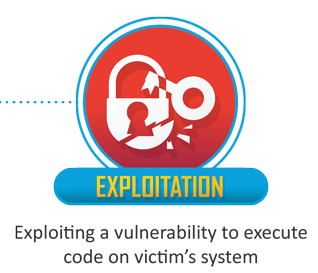 EXPLOITATION
Exploiting a vulnerability to execute
code on victim's system